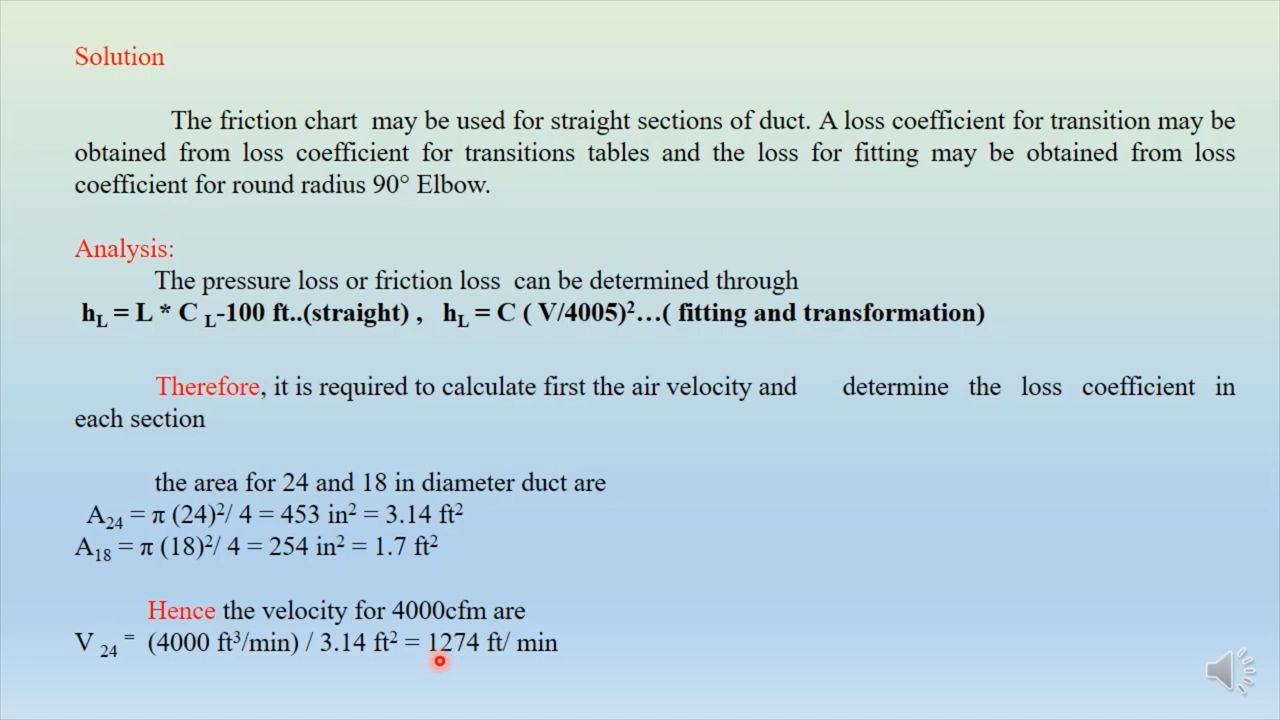 Solution
The friction chart may be used for straight sections of duct. A loss coefficient for transition may be
obtained from loss coefficient for transitions tables and the loss for fitting may be obtained from loss
coefficient for round radius 90° Elbow.
Analysis:
The pressure loss or friction loss can be determined through
h_L = L * C _L-100 ft..(straight) , h_L = C ( V/4005)²…( fitting and transformation)
Therefore, it is required to calculate first the air velocity and determine the loss coefficient in
each section
the area for 24 and 18 in diameter duct are
A₂₄ = π (24)²/ 4 = 453 in² = 3.14 ft²
A₁₈ = π (18)²/ 4 = 254 in² = 1.7 ft²
Hence the velocity for 4000cfm are
V ₂₄ = (4000 ft³/min) / 3.14 ft² = 1274 ft/ min